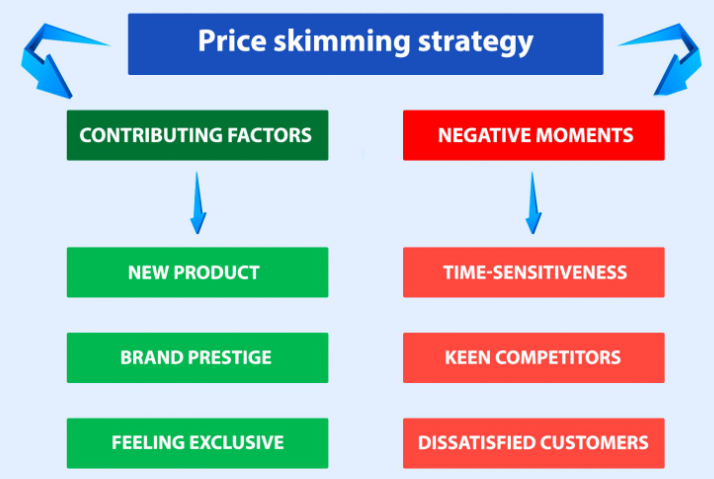 Price skimming strategy
CONTRIBUTING FACTORS
NEW PRODUCT
BRAND PRESTIGE
FEELING EXCLUSIVE
NEGATIVE MOMENTS
TIME-SENSITIVENESS
KEEN COMPETITORS
DISSATISFIED CUSTOMERS